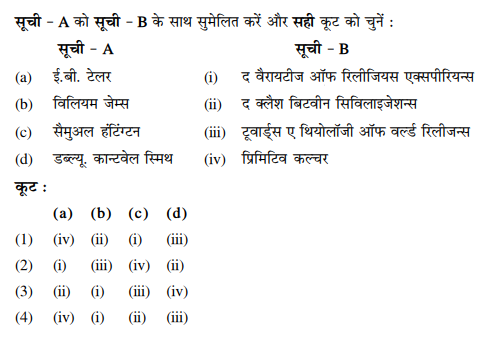 सूची - A को सूची - B के साथ सुमेलित करें और सही कूट को चुनें :
सूची - A सूची - B
(a) ई.बी. टेलर (i) द वैरायटीज ऑफ रिलीजियस एक्सपीरियन्स
(b) विलियम जेम्स (ii) द क्लैश बिटवीन सिविलाइजेशन्स
(c) सैमुअल हंटिंग्टन (iii) टूवार्ड्स ए थियोलॉजी ऑफ वर्ल्ड रिलीजन्स
(d) डब्ल्यू. कान्टवेल स्मिथ (iv) प्रिमिटिव कल्चर
कूट :
(a) (b) (c) (d)
(1) (iv) (ii) (i) (iii)
(2) (i) (iii) (iv) (ii)
(3) (ii) (i) (iii) (iv)
(4) (iv) (i) (ii) (iii)